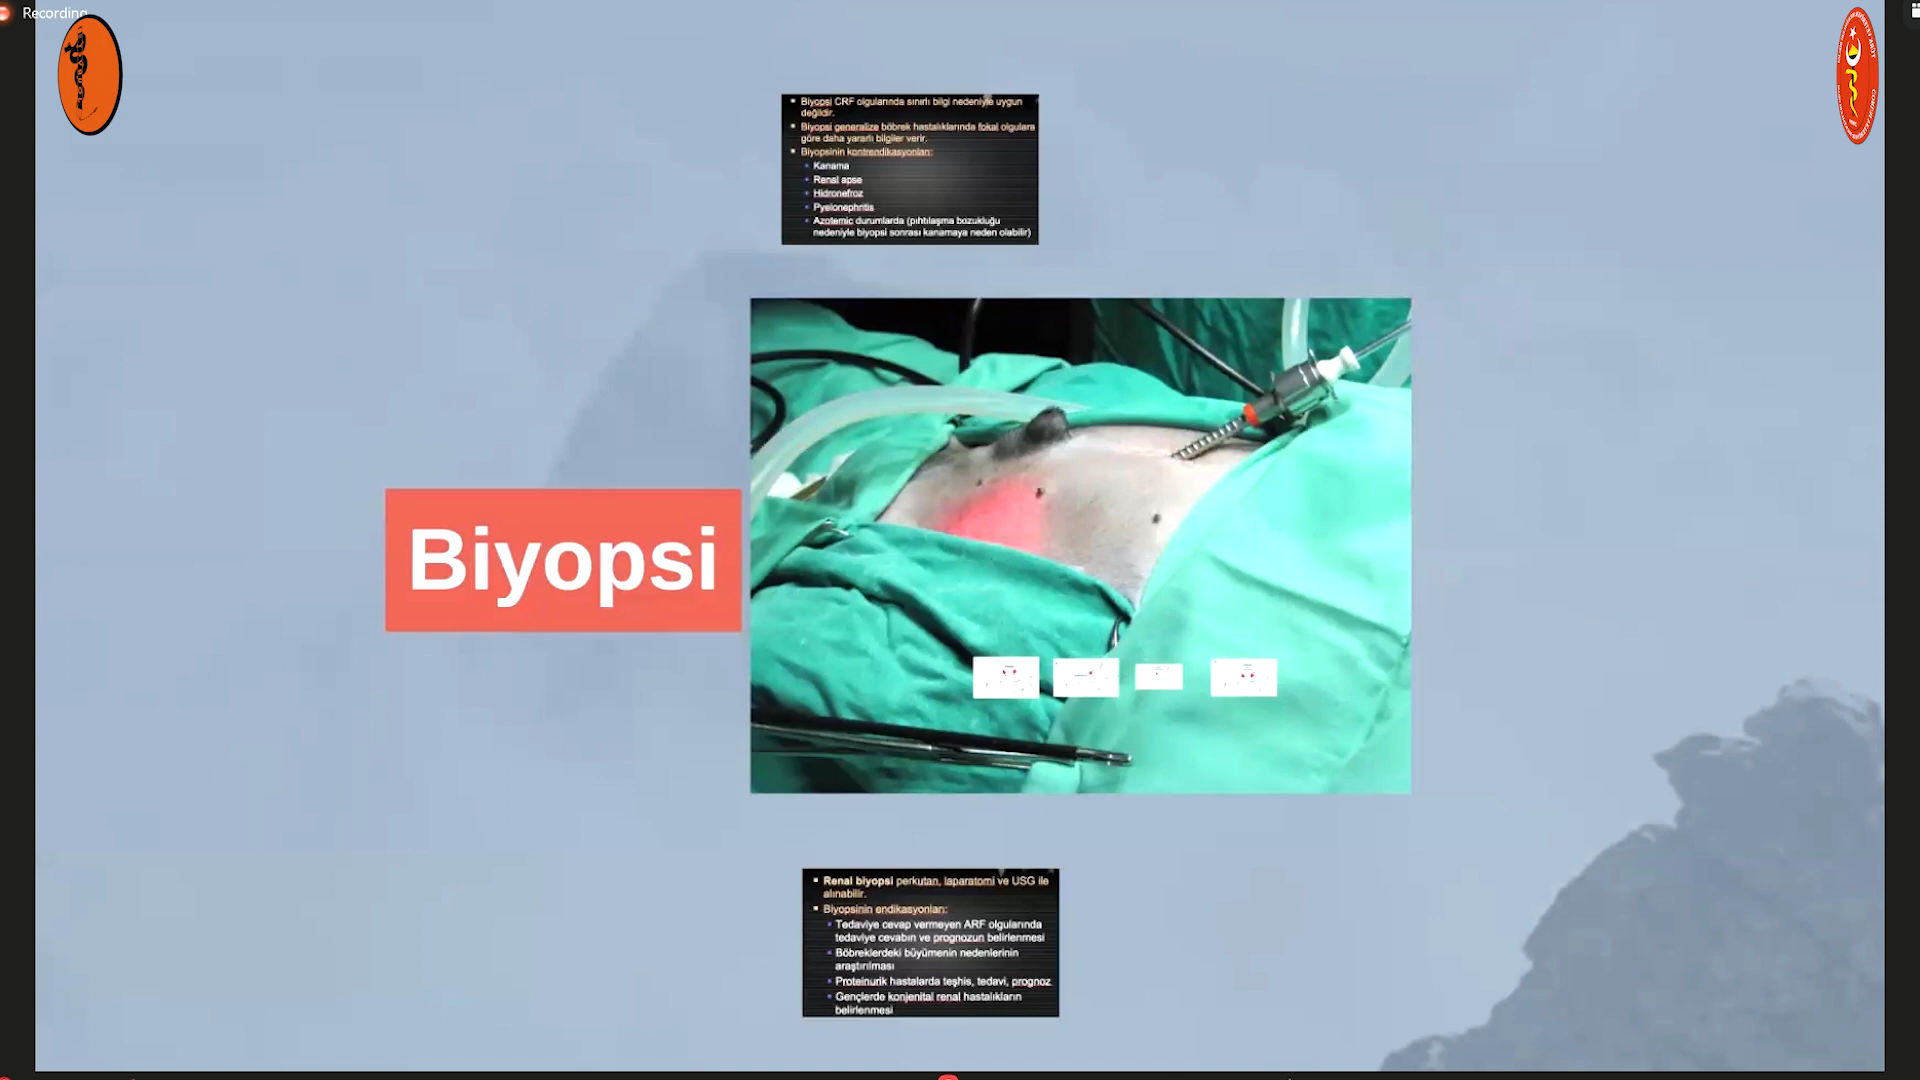 Recording
Biyopsi CRF olgularında sınırlı bilgi nedeniyle uygun
değildir.
Biyopsi generalize böbrek hastalıklarında fokal olgulara
göre daha yararlı bilgiler verir.
Biyopsinin kontrendikasyonları:
Kanama
Renal apse
Hidronefroz
Pyelonephritis
Azotemic durumlarda (pıhtılaşma bozukluğu
nedeniyle biyopsi sonrası kanamaya neden olabilir)
Biyopsi
Renal biyopsi perkutan, laparatomi ve USG ile
alınabilir.
Biyopsinin endikasyonları:
Tedaviye cevap vermeyen ARF olgularında
tedaviye cevabın ve prognozun belirlenmesi
Böbreklerdeki büyümenin nedenlerinin
araştırılması
Proteinurik hastalarda teşhis, tedavi, prognoz
Gençlerde konjenital renal hastalıkların
belirlenmesi